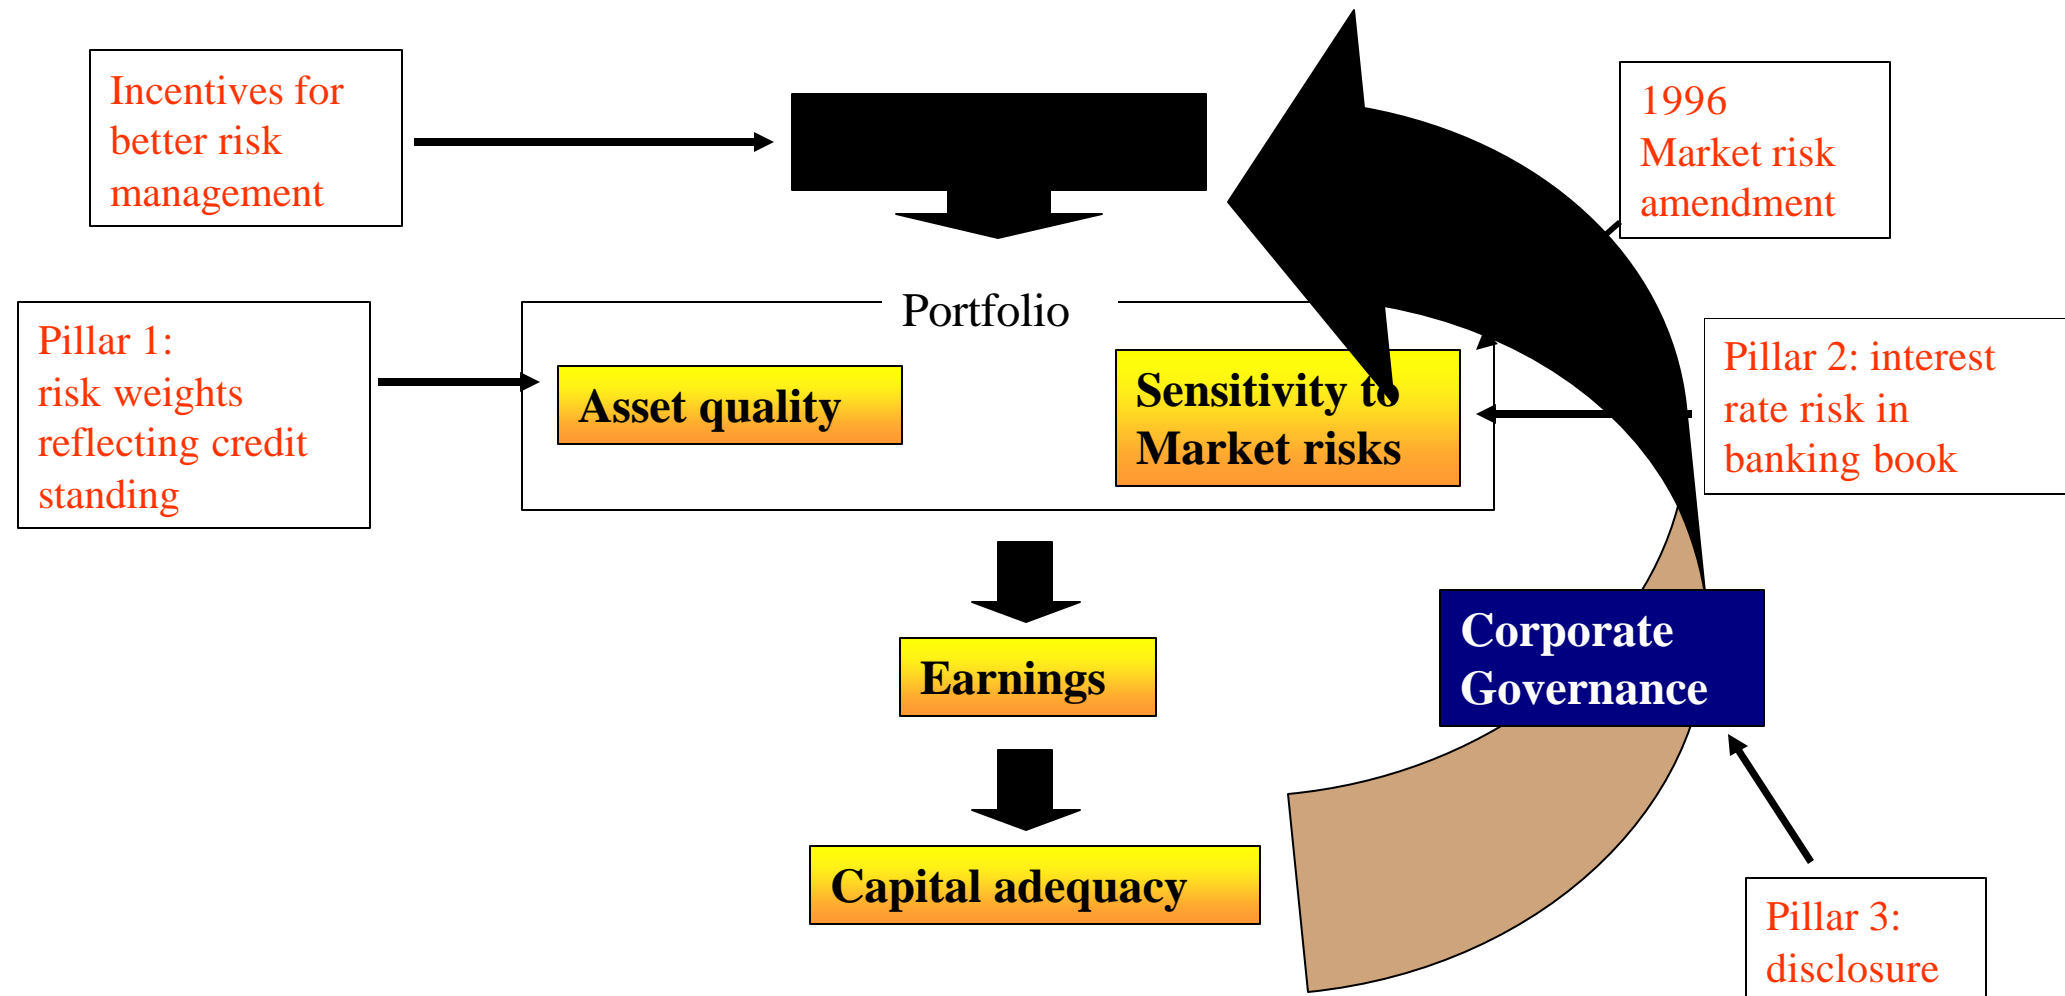 Incentives for
better risk
management
1996
Market risk
amendment
Portfolio
Pillar 1:
risk weights
reflecting credit
standing
Asset quality
Sensitivity to
Market risks
Pillar 2: interest
rate risk in
banking book
Earnings
Corporate
Governance
Capital adequacy
Pillar 3:
disclosure